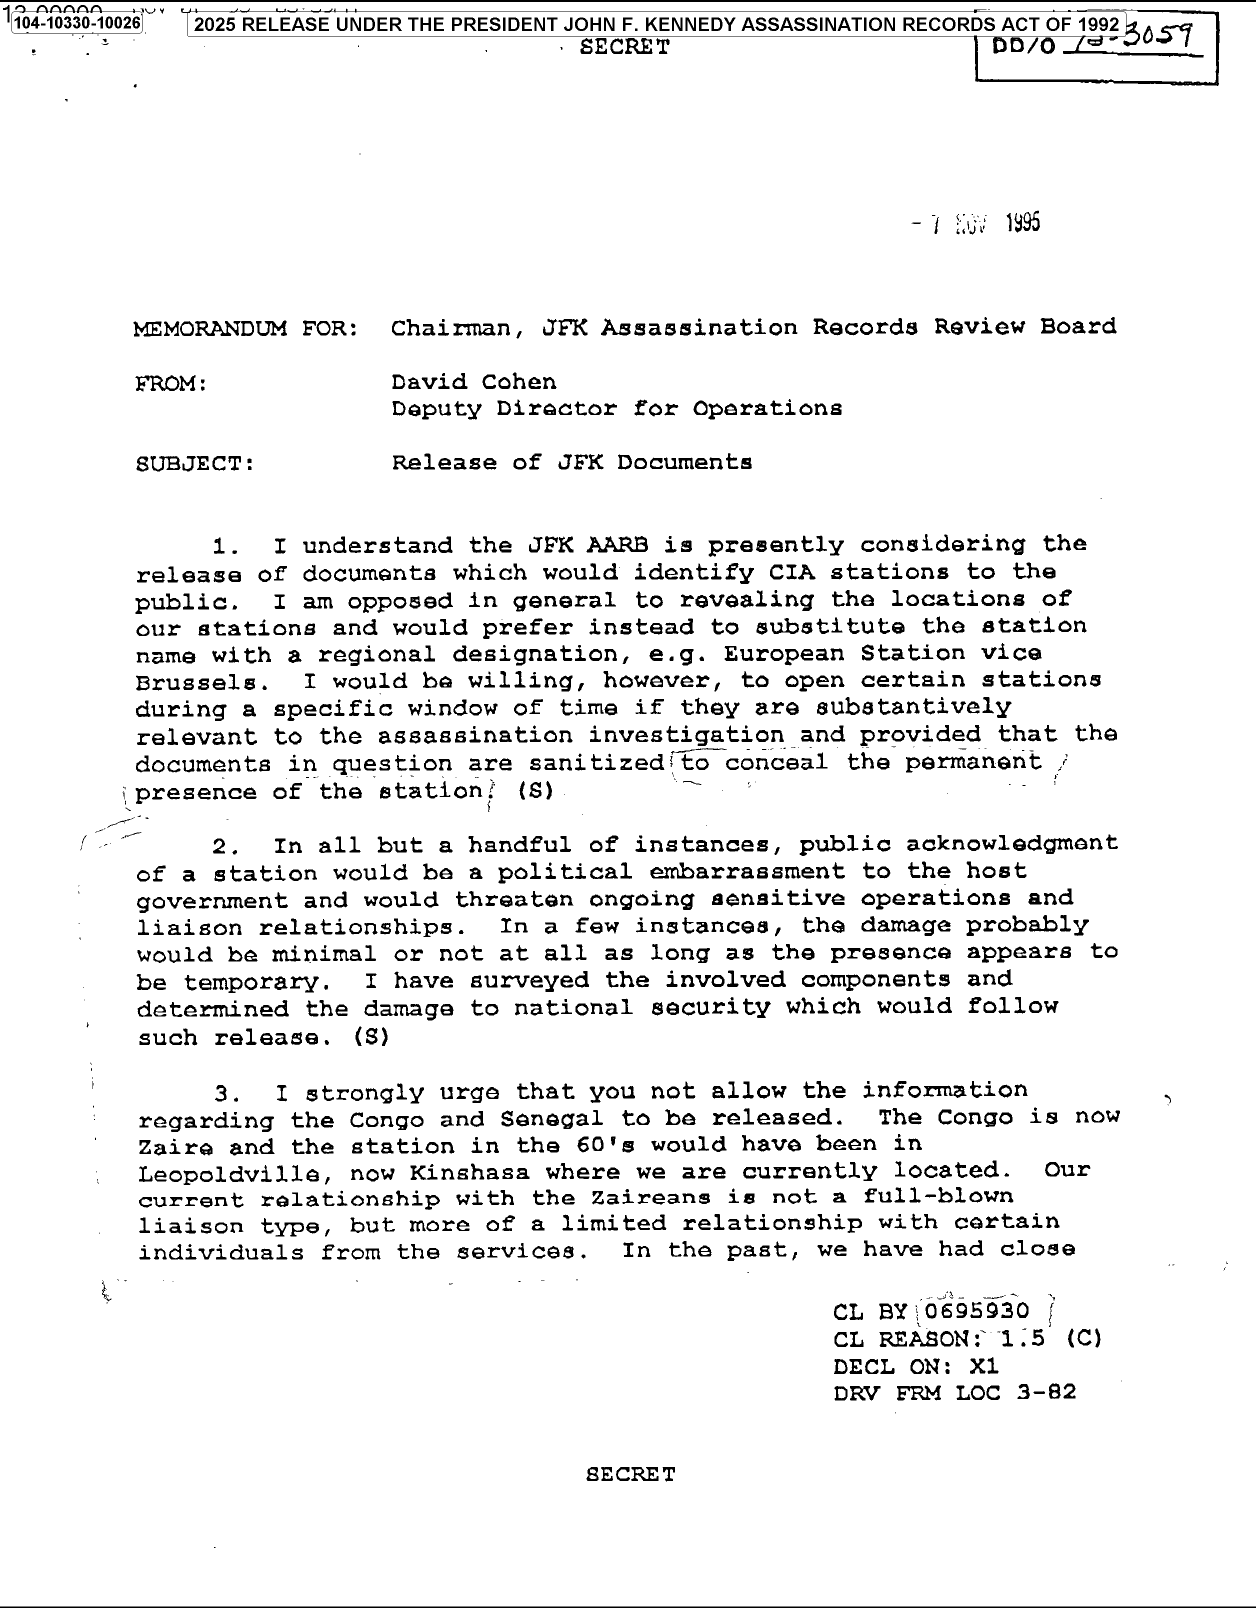 104-10330-10026
2025 RELEASE UNDER THE PRESIDENT JOHN F. KENNEDY ASSASSINATION RECORDS ACT OF 1992
SECRET
DD/O 3059
- 7 NOV 1995
MEMORANDUM FOR: Chairman, JFK Assassination Records Review Board
FROM: David Cohen
Deputy Director for Operations
SUBJECT: Release of JFK Documents
1. I understand the JFK AARB is presently considering the
release of documents which would identify CIA stations to the
public. I am opposed in general to revealing the locations of
our stations and would prefer instead to substitute the station
name with a regional designation, e.g. European Station vice
Brussels. I would be willing, however, to open certain stations
during a specific window of time if they are substantively
relevant to the assassination investigation and provided that the
documents in question are sanitized to conceal the permanent
presence of the station. (S)
2. In all but a handful of instances, public acknowledgment
of a station would be a political embarrassment to the host
government and would threaten ongoing sensitive operations and
liaison relationships. In a few instances, the damage probably
would be minimal or not at all as long as the presence appears to
be temporary. I have surveyed the involved components and
determined the damage to national security which would follow
such release. (S)
3. I strongly urge that you not allow the information
regarding the Congo and Senegal to be released. The Congo is now
Zaire and the station in the 60's would have been in
Leopoldville, now Kinshasa where we are currently located. Our
current relationship with the Zaireans is not a full-blown
liaison type, but more of a limited relationship with certain
individuals from the services. In the past, we have had close
CL BY 0695930
CL REASON: 1.5 (C)
DECL ON: X1
DRV FRM LOC 3-82
SECRET